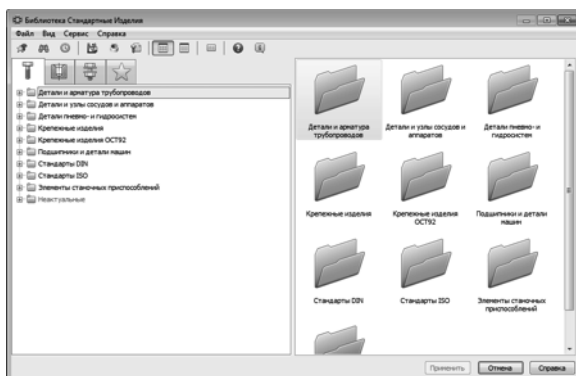 Библиотека Стандартные Изделия
Файл Вид Сервис Справка
Детали и арматура трубопроводов
Детали и узлы сосудов и аппаратов
Детали пневмо- и гидросистем
Крепежные изделия
Крепежные изделия ОСТ92
Подшипники и детали машин
Стандарты DIN
Стандарты ISO
Элементы станочных приспособлений
Неактуальные
Детали и арматура
трубопроводов
Детали и узлы сосудов и
аппаратов
Детали пневмо- и
гидросистем
Крепежные изделия
Крепежные изделия
ОСТ92
Подшипники и детали
машин
Стандарты DIN
Стандарты ISO
Элементы станочных
приспособлений
Применить Отмена Справка